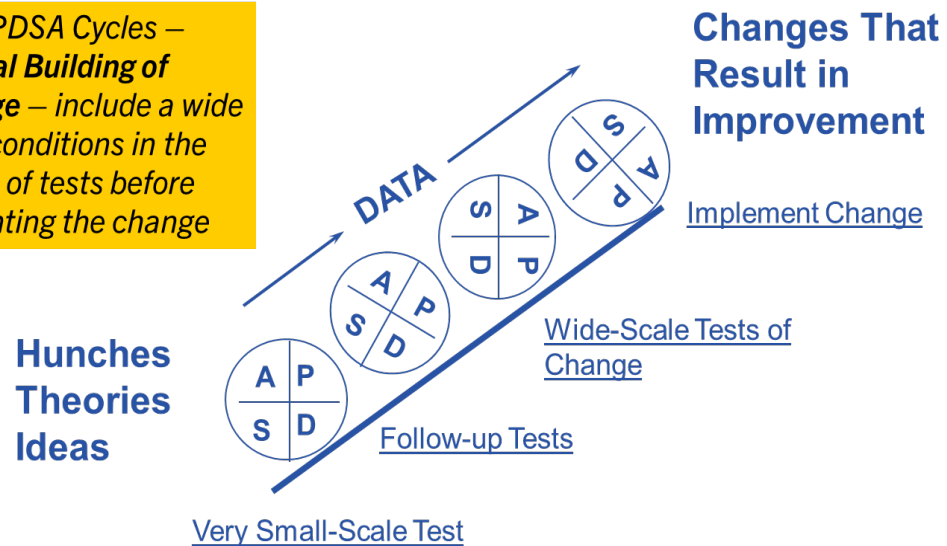 PDSA Cycles –
al Building of
ge – include a wide
conditions in the
of tests before
nting the change
Changes That
Result in
Improvement
DATA
S A D P
S A D P
A P S D
A P S D
Implement Change
Wide-Scale Tests of
Change
Hunches
Theories
Ideas
Follow-up Tests
Very Small-Scale Test